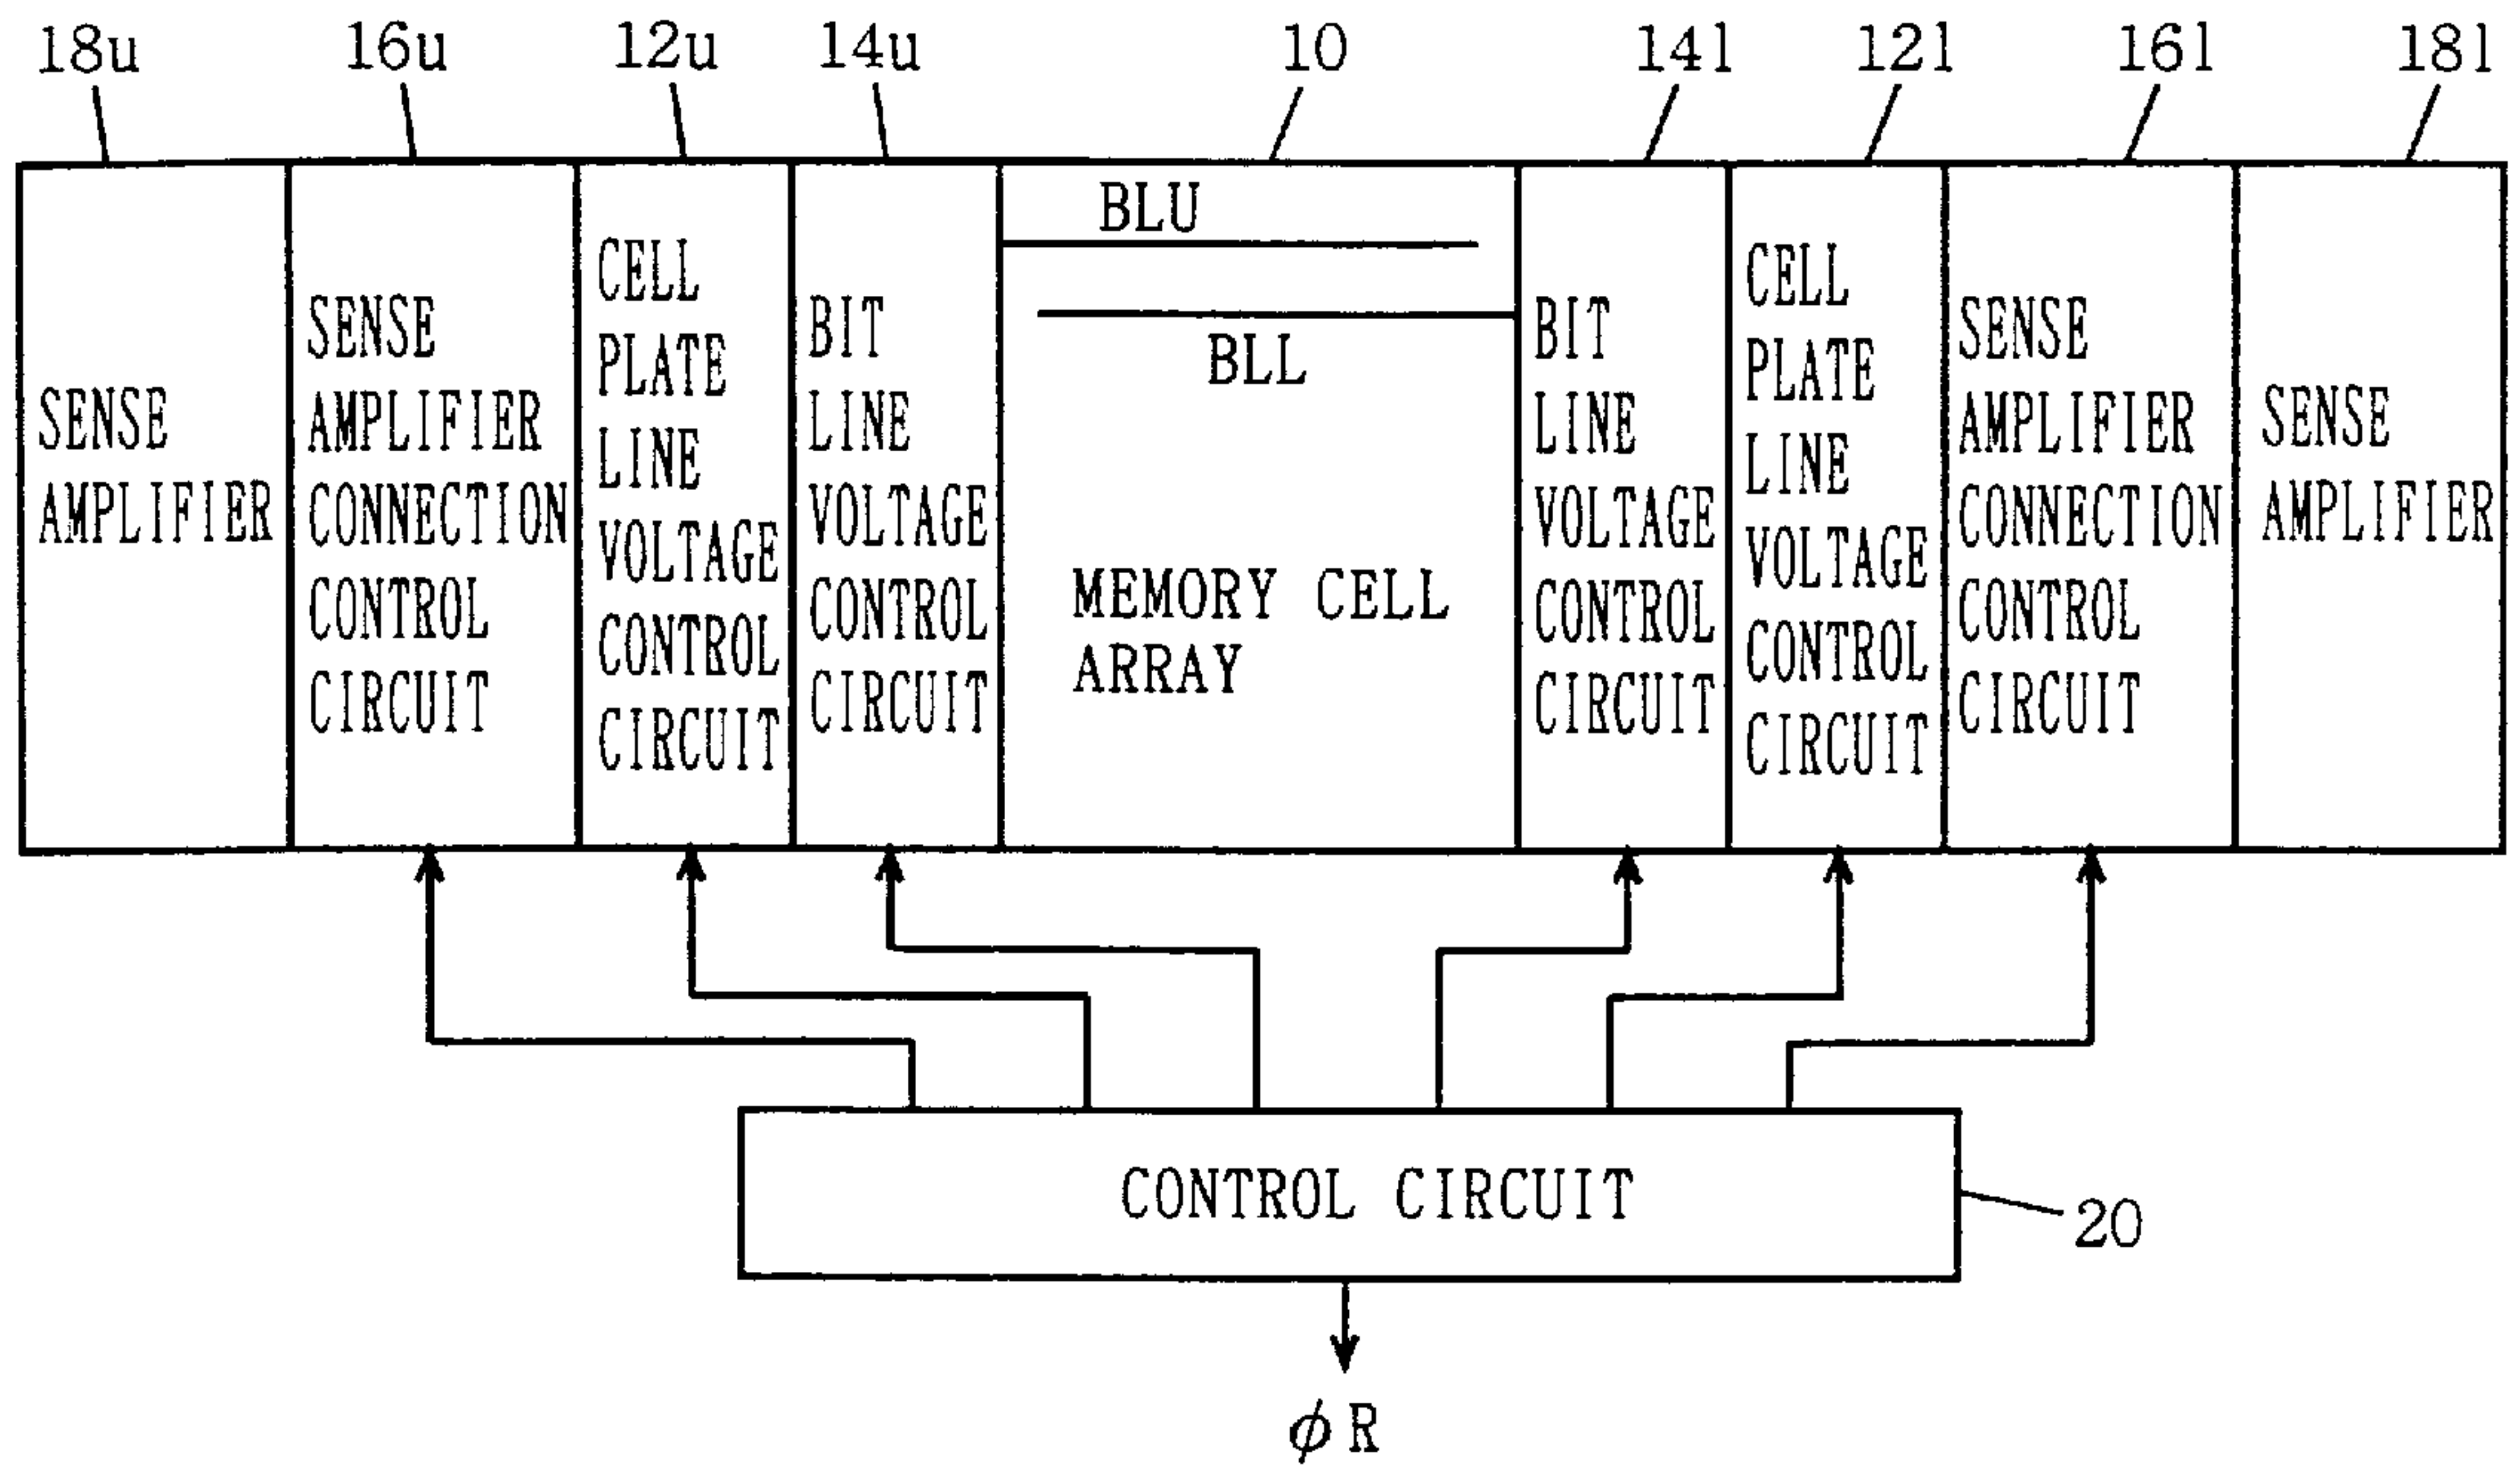 18u
16u
12u
14u
10
14l
12l
16l
18l
SENSE
AMPLIFIER
SENSE
AMPLIFIER
CONNECTION
CONTROL
CIRCUIT
CELL
PLATE
LINE
VOLTAGE
CONTROL
CIRCUIT
BIT
LINE
VOLTAGE
CONTROL
CIRCUIT
BLU
BLL
MEMORY CELL
ARRAY
BIT
LINE
VOLTAGE
CONTROL
CIRCUIT
CELL
PLATE
LINE
VOLTAGE
CONTROL
CIRCUIT
SENSE
AMPLIFIER
CONNECTION
CONTROL
CIRCUIT
SENSE
AMPLIFIER
CONTROL CIRCUIT
20
φR